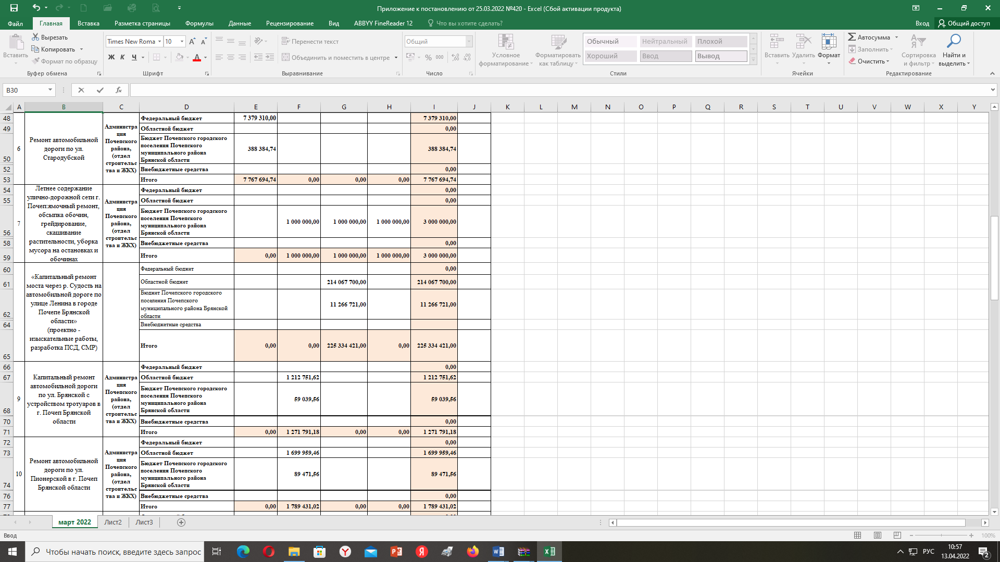 Приложение к постановлению от 25.03.2022 №420 - Excel (Сбой активации продукта)
Файл Главная Вставка Разметка страницы Формулы Данные Рецензирование Вид ABBYY FineReader 12 Что вы хотите сделать? Вход Общий доступ
Вставить
Вырезать
Копировать
Формат по образцу
Буфер обмена
Times New Roma 10
Ж К Ч
Шрифт
Перенести текст
Объединить и поместить в центре
Выравнивание
Общий
% 000
Число
Условное форматирование
Форматировать как таблицу
Обычный Нейтральный Плохой
Хороший Ввод Вывод
Стили
Вставить Удалить Формат
Ячейки
Автосумма
Заполнить
Очистить
Сортировка и фильтр
Найти и выделить
Редактирование
B30
fx
A B C D E F G H I J K L M N O P Q R S T U V W X Y
6
Ремонт автомобильной
дороги по ул.
Стародубской
Администра
ция
Почепского
района,
(отдел
строительс
тва и ЖКХ)
48 Федеральный бюджет 7 379 310,00 7 379 310,00
49 Областной бюджет 0,00
50 Бюджет Почепского городского
поселения Почепского
муниципального района
Брянской области
388 384,74 388 384,74
52 Внебюджетные средства 0,00
53 Итого 7 767 694,74 0,00 0,00 0,00 7 767 694,74
7
Летнее содержание
улично-дорожной сети г.
Почеп:ямочный ремонт,
обсыпка обочин,
грейдирование,
скашивание
растительности, уборка
мусора на остановках и
обочинах
Администра
ция
Почепского
района,
(отдел
строительс
тва и ЖКХ)
54 Федеральный бюджет 0,00
55 Областной бюджет 0,00
56 Бюджет Почепского городского
поселения Почепского
муниципального района
Брянской области
1 000 000,00 1 000 000,00 1 000 000,00 3 000 000,00
58 Внебюджетные средства 0,00
59 Итого 0,00 1 000 000,00 1 000 000,00 1 000 000,00 3 000 000,00
«Капитальный ремонт
моста через р. Судость на
автомобильной дороге по
улице Ленина в городе
Почепе Брянской
области»
(проектно -
изыскательные работы,
разработка ПСД, СМР)
60 Федеральный бюджет 0,00
61 Областной бюджет 214 067 700,00 214 067 700,00
62 Бюджет Почепского городского
поселения Почепского
муниципального района Брянской
области
11 266 721,00 11 266 721,00
64 Внебюджетные средства
65 Итого 0,00 0,00 225 334 421,00 0,00 225 334 421,00
9
Капитальный ремонт
автомобильной дороги
по ул. Брянской с
устройством тротуаров в
г. Почеп Брянской
области
Администра
ция
Почепского
района,
(отдел
строительс
тва и ЖКХ)
66 Федеральный бюджет 0,00
67 Областной бюджет 1 212 751,62 1 212 751,62
68 Бюджет Почепского городского
поселения Почепского
муниципального района
Брянской области
59 039,56 59 039,56
70 Внебюджетные средства 0,00
71 Итого 0,00 1 271 791,18 0,00 0,00 1 271 791,18
10
Ремонт автомобильной
дороги по ул.
Пионерской в г. Почеп
Брянской области
Администра
ция
Почепского
района,
(отдел
строительс
тва и ЖКХ)
72 Федеральный бюджет 0,00
73 Областной бюджет 1 699 959,46 1 699 959,46
74 Бюджет Почепского городского
поселения Почепского
муниципального района
Брянской области
89 471,56 89 471,56
76 Внебюджетные средства 0,00
77 Итого 0,00 1 789 431,02 0,00 0,00 1 789 431,02
март 2022 Лист2 Лист3
Ввод 100%
Чтобы начать поиск, введите здесь запрос
РУС
10:57
13.04.2022
2